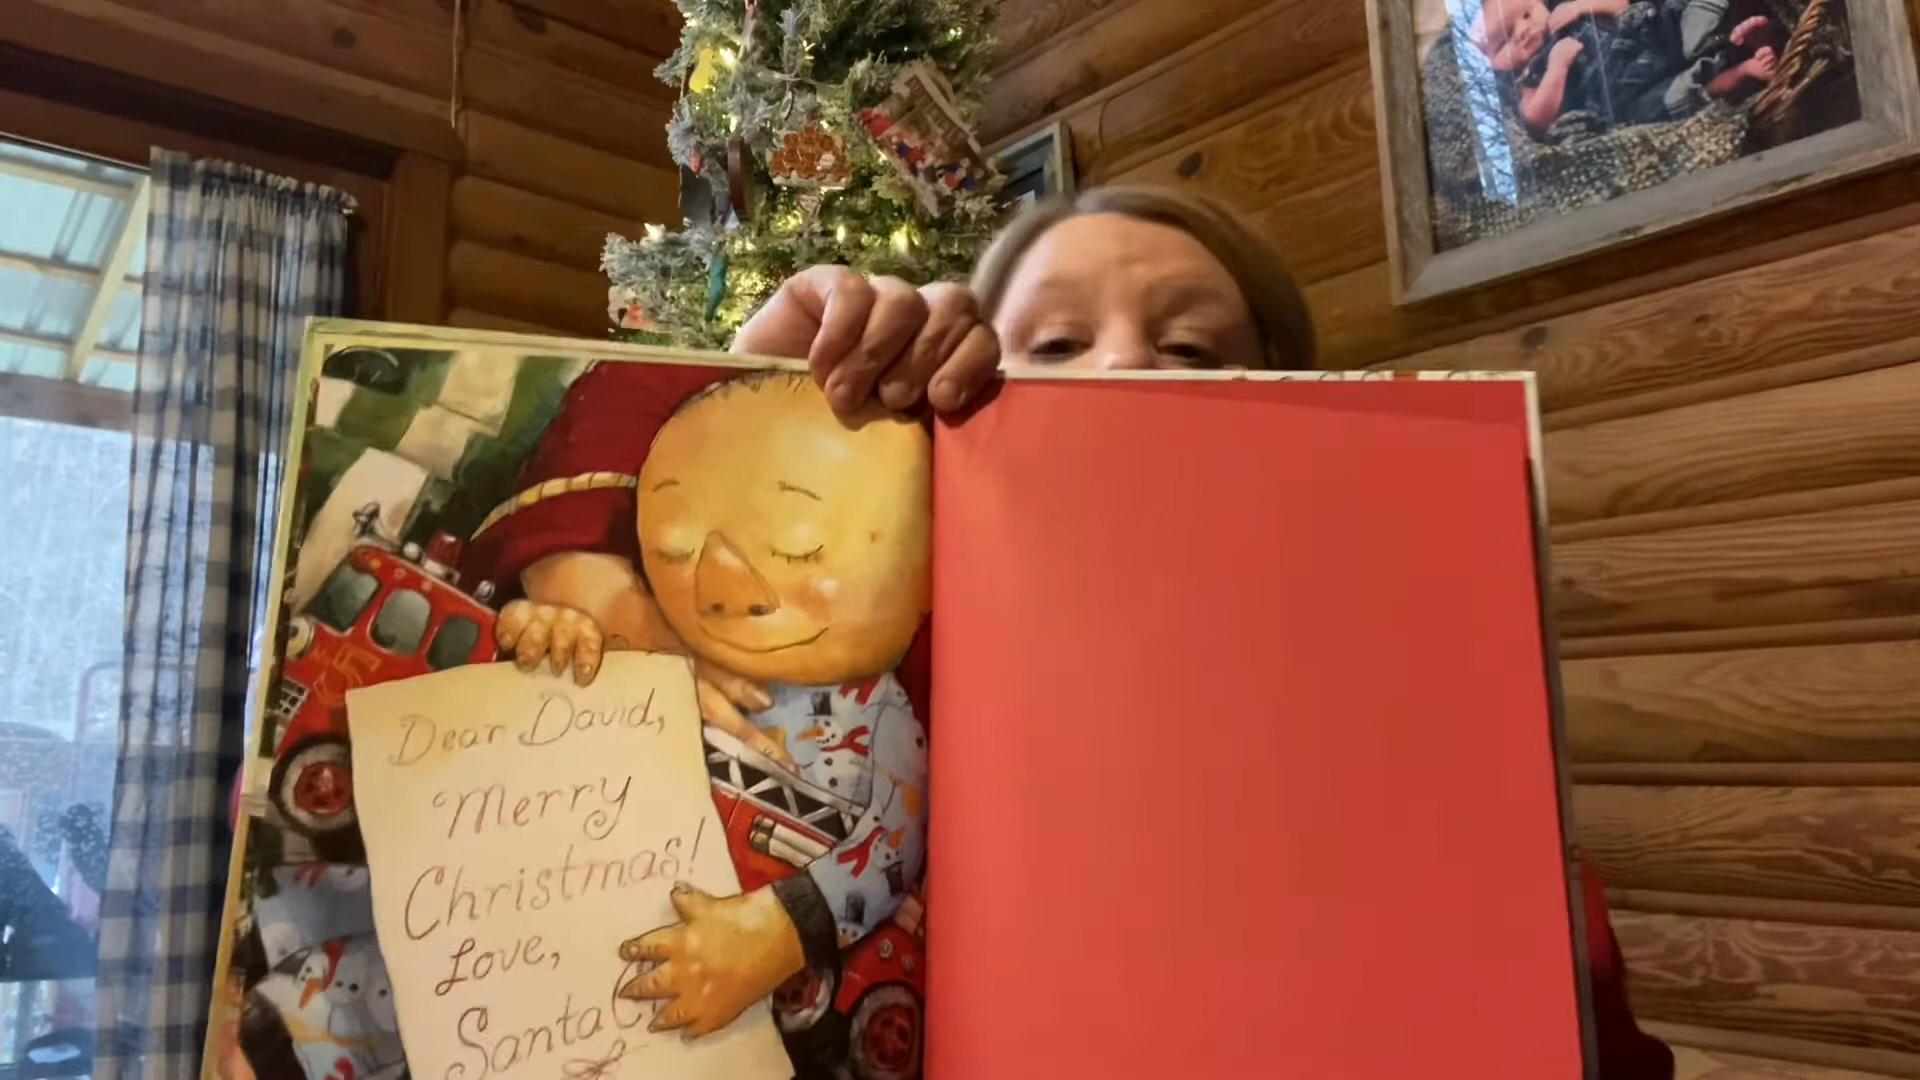 Dear David,
Merry
Christmas!
Love,
Santa C